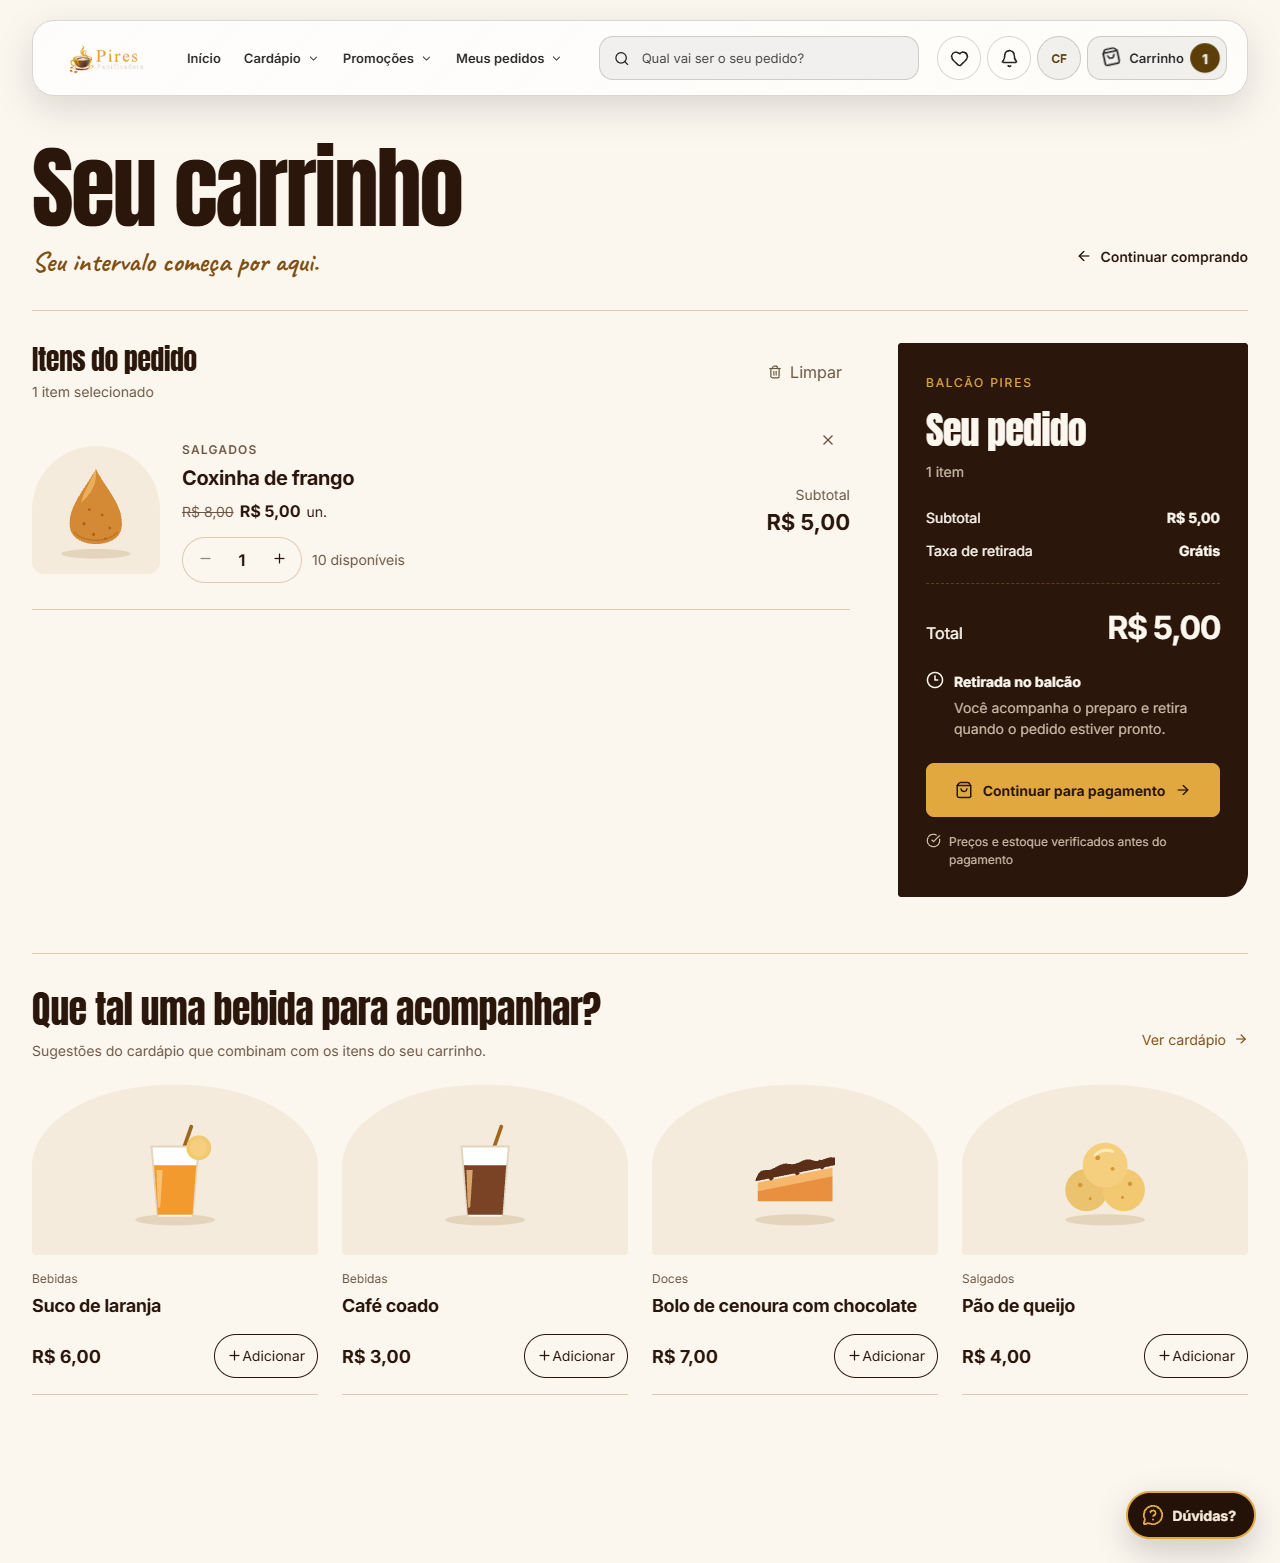 Pires
Início
Cardápio
Promoções
Meus pedidos
Qual vai ser o seu pedido?
CF
Carrinho
1
Seu carrinho
Seu intervalo começa por aqui.
Continuar comprando
Itens do pedido
1 item selecionado
Limpar
SALGADOS
Coxinha de frango
R$ 8,00 R$ 5,00 un.
1
10 disponíveis
Subtotal
R$ 5,00
BALCÃO PIRES
Seu pedido
1 item
Subtotal R$ 5,00
Taxa de retirada Grátis
Total R$ 5,00
Retirada no balcão
Você acompanha o preparo e retira
quando o pedido estiver pronto.
Continuar para pagamento
Preços e estoque verificados antes do
pagamento
Que tal uma bebida para acompanhar?
Sugestões do cardápio que combinam com os itens do seu carrinho.
Ver cardápio
Bebidas
Suco de laranja
R$ 6,00
Adicionar
Bebidas
Café coado
R$ 3,00
Adicionar
Doces
Bolo de cenoura com chocolate
R$ 7,00
Adicionar
Salgados
Pão de queijo
R$ 4,00
Adicionar
Dúvidas?